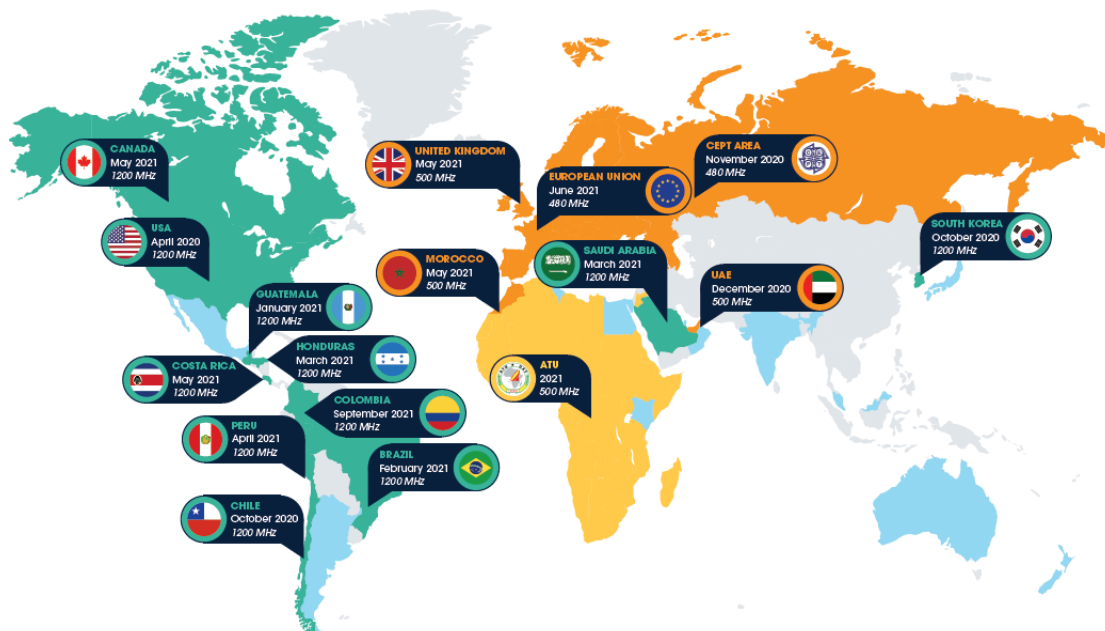 CANADA
May 2021
1200 MHz
USA
April 2020
1200 MHz
GUATEMALA
January 2021
1200 MHz
HONDURAS
March 2021
1200 MHz
COSTA RICA
May 2021
1200 MHz
COLOMBIA
September 2021
1200 MHz
PERU
April 2021
1200 MHz
BRAZIL
February 2021
1200 MHz
CHILE
October 2020
1200 MHz
UNITED KINGDOM
May 2021
500 MHz
EUROPEAN UNION
June 2021
480 MHz
CEPT AREA
November 2020
480 MHz
MOROCCO
May 2021
500 MHz
SAUDI ARABIA
March 2021
1200 MHz
UAE
December 2020
500 MHz
SOUTH KOREA
October 2020
1200 MHz
ATU
2021
500 MHz